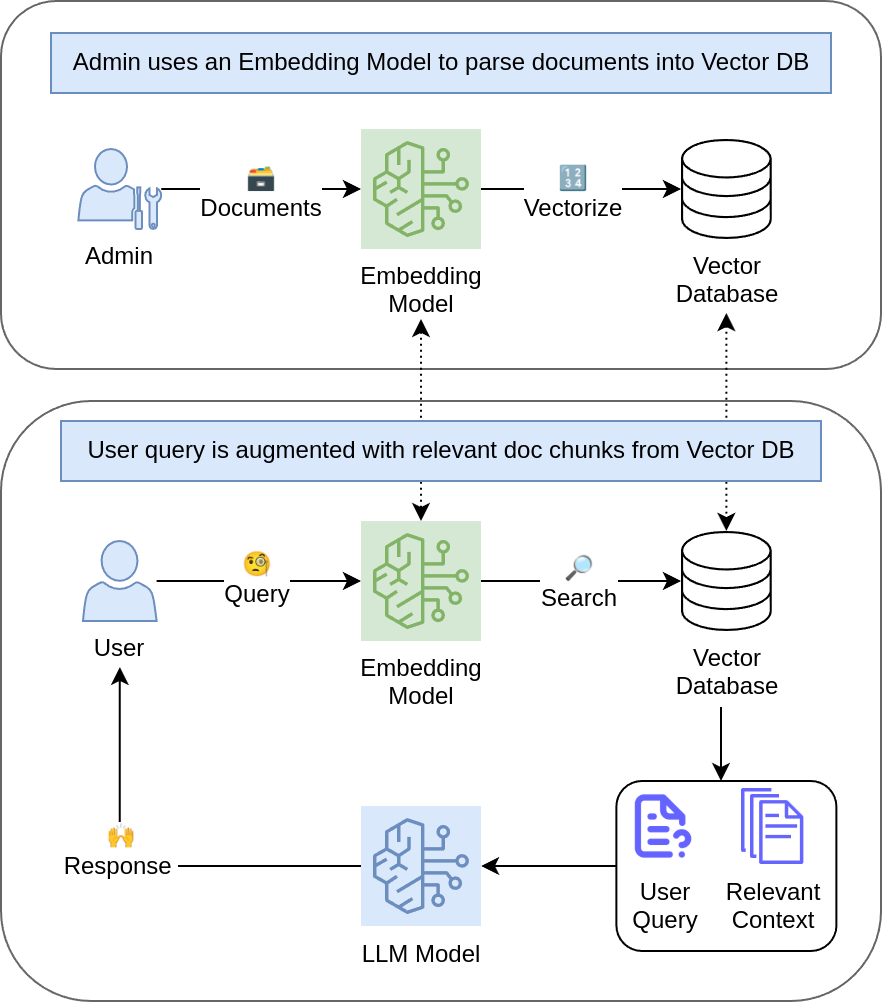 Admin uses an Embedding Model to parse documents into Vector DB
Documents
Vectorize
Admin
Embedding
Model
Vector
Database
User query is augmented with relevant doc chunks from Vector DB
Query
Search
User
Embedding
Model
Vector
Database
Response
User
Query
Relevant
Context
LLM Model